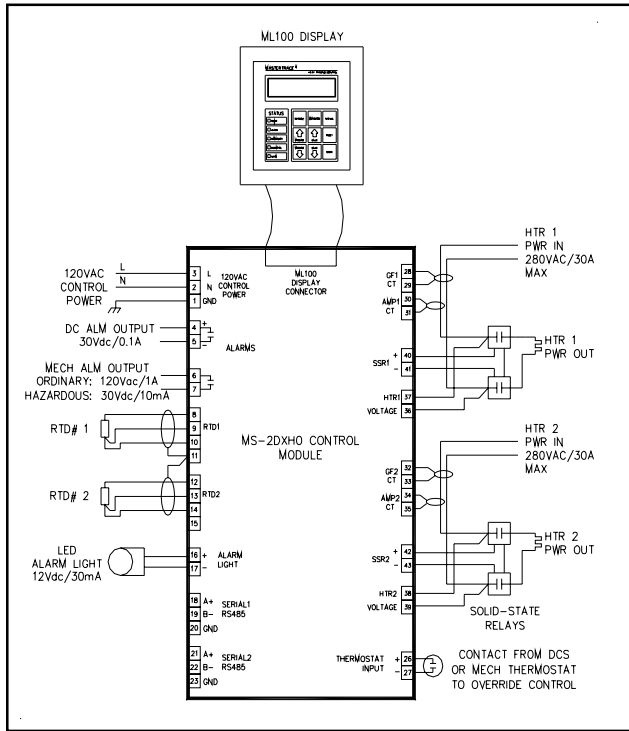 ML100 DISPLAY
MASTERTRACE
STATUS
120VAC
CONTROL
POWER
L
N
3 L
2 N
1 GND
120VAC
CONTROL
POWER
ML100
DISPLAY
CONNECTOR
DC ALM OUTPUT
30Vdc/0.1A
4 +
5 −
ALARMS
MECH ALM OUTPUT
ORDINARY: 120Vac/1A
HAZARDOUS: 30Vdc/10mA
6
7
RTD# 1
8
9 RTD1
10
11
RTD# 2
12
13 RTD2
14
15
LED
ALARM LIGHT
12Vdc/30mA
16 + ALARM
17 − LIGHT
18 A+ SERIAL1
19 B− RS485
20 GND
21 A+ SERIAL2
22 B− RS485
23 GND
MS-2DXHO CONTROL
MODULE
GF1 28
CT 29
AMP1 30
CT 31
SSR1 + 40
− 41
HTR1 37
VOLTAGE 36
GF2 32
CT 33
AMP2 34
CT 35
SSR2 + 42
− 43
HTR2 38
VOLTAGE 39
THERMOSTAT + 26
INPUT − 27
HTR 1
PWR IN
280VAC/30A
MAX
HTR 1
PWR OUT
HTR 2
PWR IN
280VAC/30A
MAX
HTR 2
PWR OUT
SOLID-STATE
RELAYS
CONTACT FROM DCS
OR MECH THERMOSTAT
TO OVERRIDE CONTROL